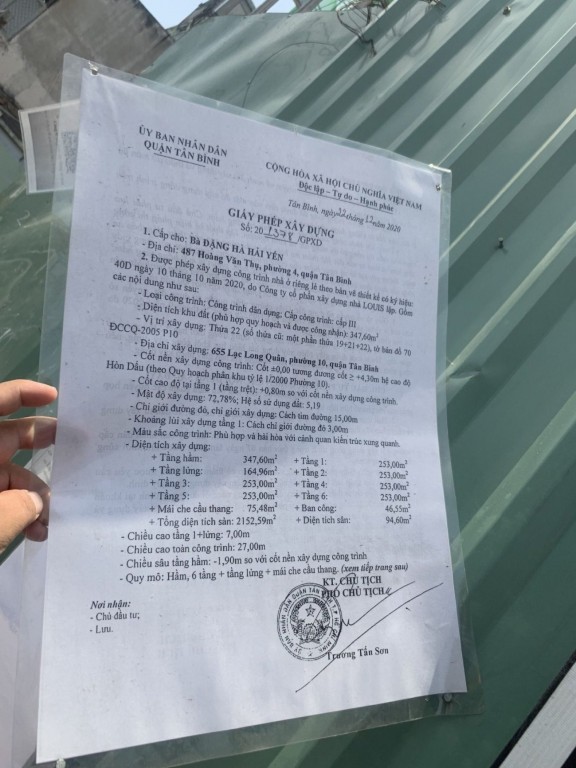 ỦY BAN NHÂN DÂN
QUẬN TÂN BÌNH
CỘNG HÒA XÃ HỘI CHỦ NGHĨA VIỆT NAM
Độc lập - Tự do - Hạnh phúc
Tân Bình, ngày 22 tháng 12 năm 2020
GIẤY PHÉP XÂY DỰNG
Số: 20 1378 /GPXD
1. Cấp cho: Bà ĐẶNG HÀ HẢI YẾN
- Địa chỉ: 487 Hoàng Văn Thụ, phường 4, quận Tân Bình
2. Được phép xây dựng công trình nhà ở riêng lẻ theo bản vẽ thiết kế có ký hiệu:
40D ngày 10 tháng 10 năm 2020, do Công ty cổ phần xây dựng nhà LOUIS lập. Gồm
các nội dung như sau:
- Loại công trình: Công trình dân dụng; Cấp công trình: cấp III
- Diện tích khu đất (phù hợp quy hoạch và được công nhận): 347,60m²
- Vị trí xây dựng: Thửa 22 (số thửa cũ: một phần thửa 19+21+22), tờ bản đồ 70
ĐCCQ-2005 P10
- Địa chỉ xây dựng: 655 Lạc Long Quân, phường 10, quận Tân Bình
- Cốt nền xây dựng công trình: Cốt ±0,00 tương đương cốt ≥ +4,30m hệ cao độ
Hòn Dấu (theo Quy hoạch phân khu tỷ lệ 1/2000 Phường 10).
- Cốt cao độ tại tầng 1 (tầng trệt): +0,80m so với cốt nền xây dựng công trình.
- Mật độ xây dựng: 72,78%; Hệ số sử dụng đất: 5,19
- Chỉ giới đường đỏ, chỉ giới xây dựng: Cách tim đường 15,00m
- Khoảng lùi xây dựng tầng 1: Cách chỉ giới đường đỏ 3,00m
- Màu sắc công trình: Phù hợp và hài hòa với cảnh quan kiến trúc xung quanh.
- Diện tích xây dựng:
+ Tầng hầm: 347,60m² + Tầng 1: 253,00m²
+ Tầng lửng: 164,96m² + Tầng 2: 253,00m²
+ Tầng 3: 253,00m² + Tầng 4: 253,00m²
+ Tầng 5: 253,00m² + Tầng 6: 253,00m²
+ Mái che cầu thang: 75,48m² + Ban công: 46,55m²
+ Tổng diện tích sàn: 2152,59m² + Diện tích sân: 94,60m²
- Chiều cao tầng 1+lửng: 7,00m
- Chiều cao toàn công trình: 27,00m
- Chiều sâu tầng hầm: -1,90m so với cốt nền xây dựng công trình
- Quy mô: Hầm, 6 tầng + tầng lửng + mái che cầu thang. (xem tiếp trang sau)
KT. CHỦ TỊCH
PHÓ CHỦ TỊCH
Nơi nhận:
- Chủ đầu tư;
- Lưu.
Trương Tấn Sơn